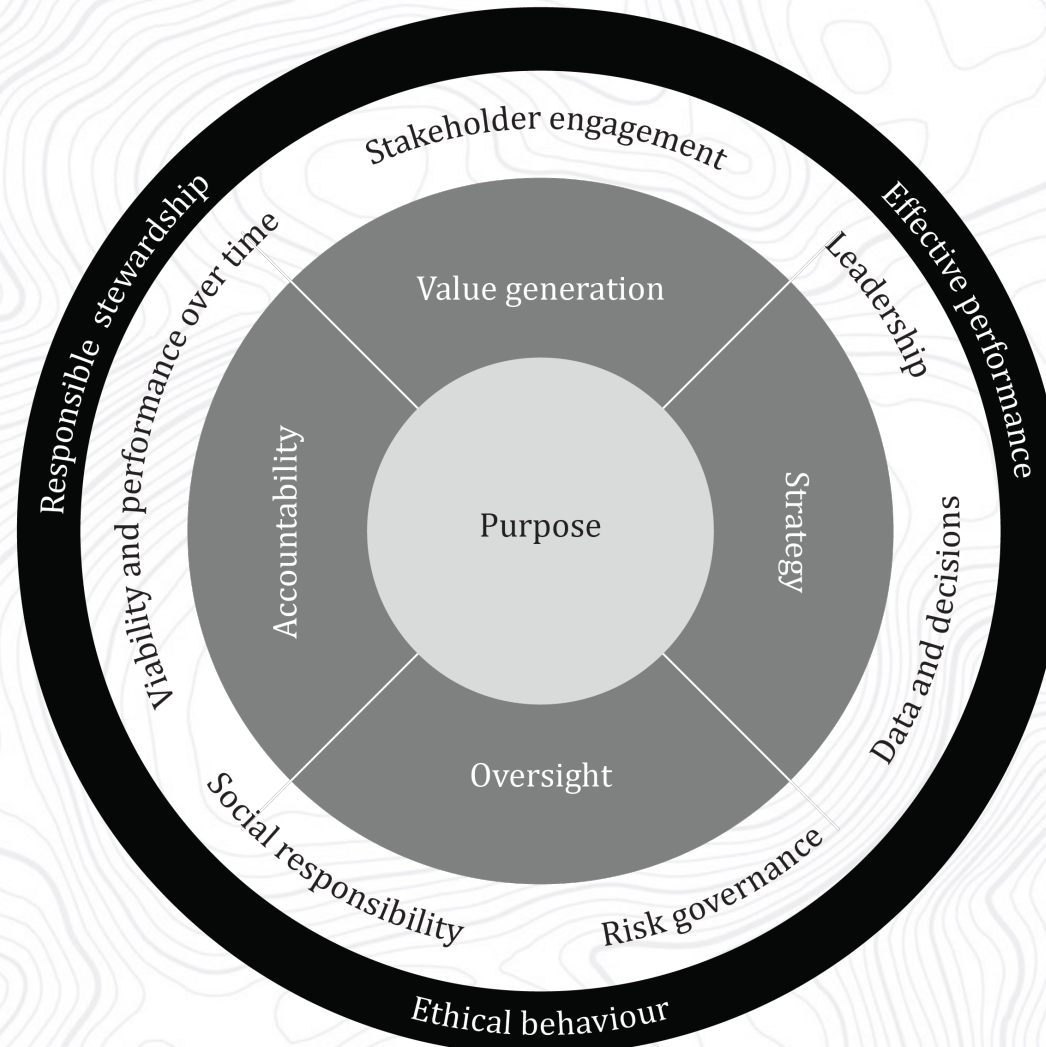 Stakeholder engagement
Responsible stewardship
Effective performance
Viability and performance over time
Leadership
Value generation
Accountability
Purpose
Strategy
Data and decisions
Oversight
Social responsibility
Risk governance
Ethical behaviour